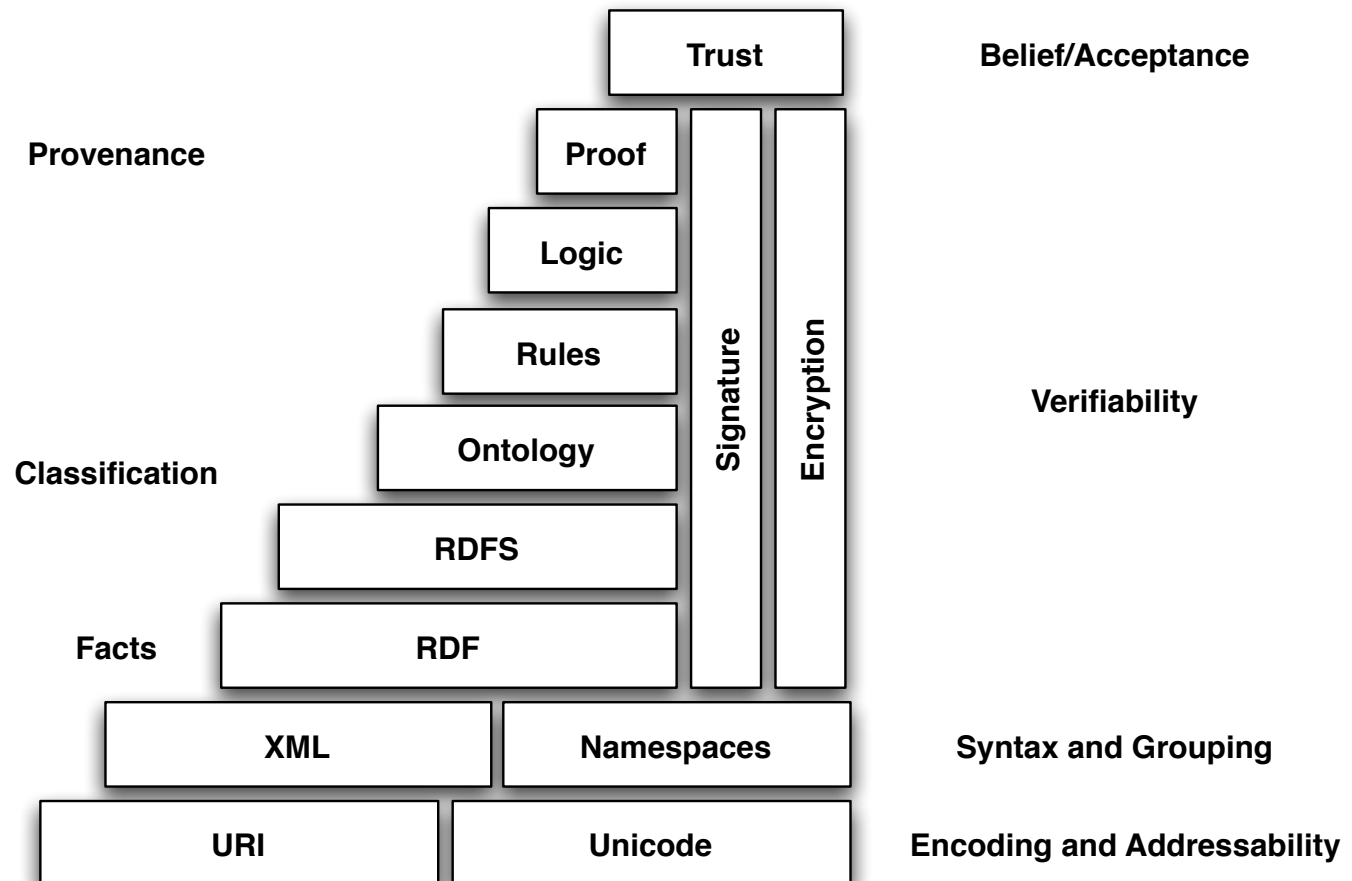 Trust
Belief/Acceptance
Provenance
Proof
Logic
Rules
Signature
Encryption
Verifiability
Ontology
Classification
RDFS
Facts
RDF
XML
Namespaces
Syntax and Grouping
URI
Unicode
Encoding and Addressability